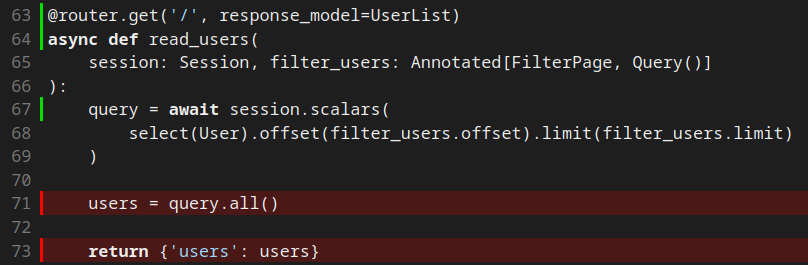 63 @router.get('/', response_model=UserList)
64 async def read_users(
65     session: Session, filter_users: Annotated[FilterPage, Query()]
66 ):
67     query = await session.scalars(
68         select(User).offset(filter_users.offset).limit(filter_users.limit)
69     )
70
71     users = query.all()
72
73     return {'users': users}